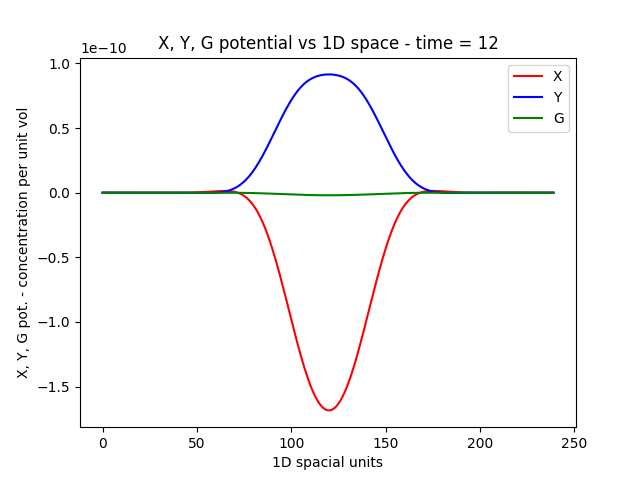 X, Y, G potential vs 1D space - time = 12
1e−10
1.0
0.5
0.0
−0.5
−1.0
−1.5
X, Y, G pot. - concentration per unit vol
X
Y
G
0
50
100
150
200
250
1D spacial units